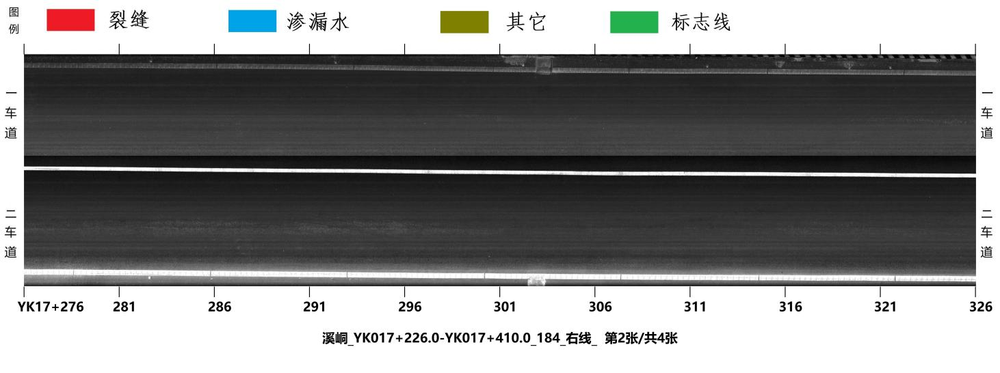 图例 裂缝 渗漏水 其它 标志线
一车道 一车道
二车道 二车道
YK17+276 281 286 291 296 301 306 311 316 321 326
溪峒_YK017+226.0-YK017+410.0_184_右线_ 第2张/共4张